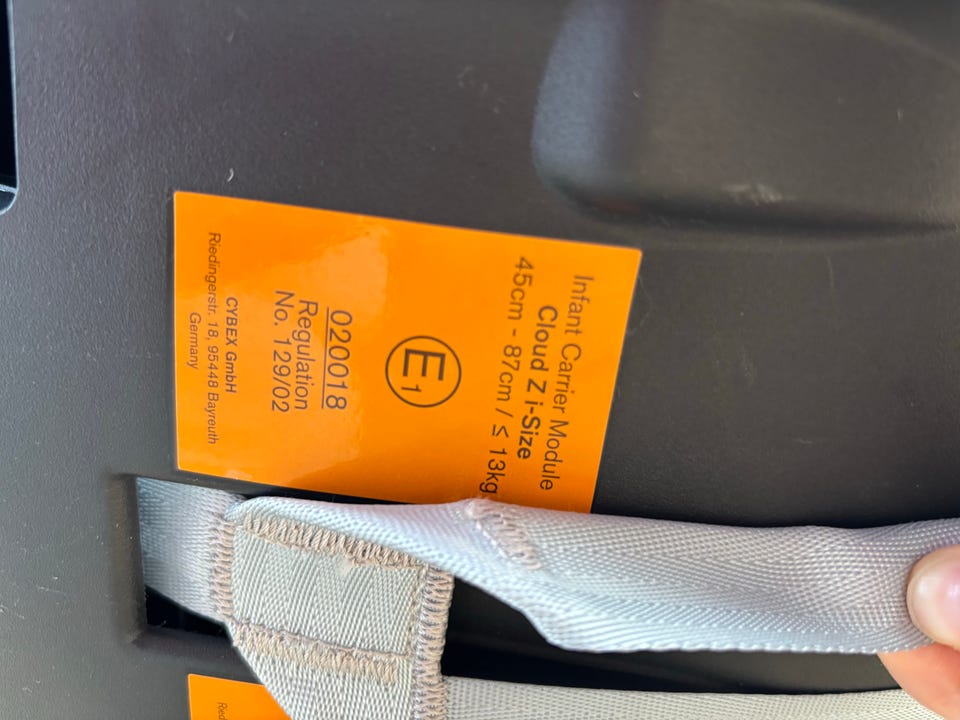 Infant Carrier Module
Cloud Z i-Size
45cm - 87cm / ≤ 13kg
E1
020018
Regulation
No. 129/02
CYBEX GmbH
Riedingerstr. 18, 95448 Bayreuth
Germany